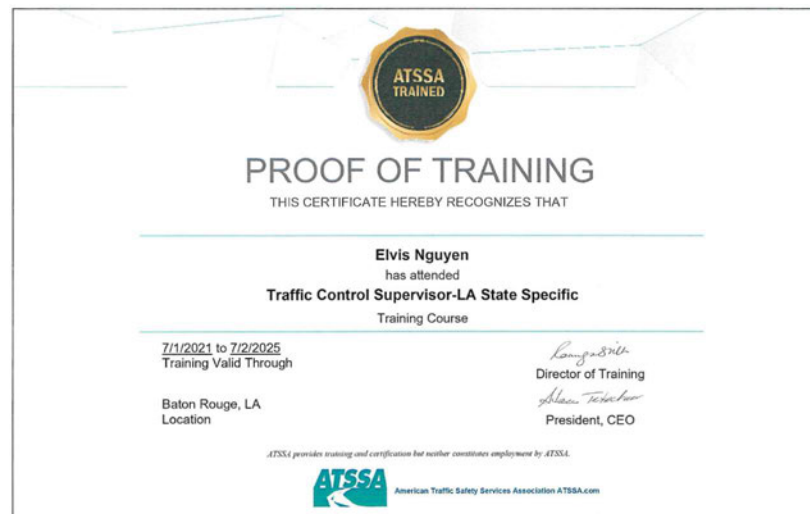 ATSSA
TRAINED
PROOF OF TRAINING
THIS CERTIFICATE HEREBY RECOGNIZES THAT
Elvis Nguyen
has attended
Traffic Control Supervisor-LA State Specific
Training Course
7/1/2021 to 7/2/2025
Training Valid Through
Director of Training
Baton Rouge, LA
Location
President, CEO
ATSSA provides training and certification but neither constitutes employment by ATSSA.
ATSSA
American Traffic Safety Services Association ATSSA.com